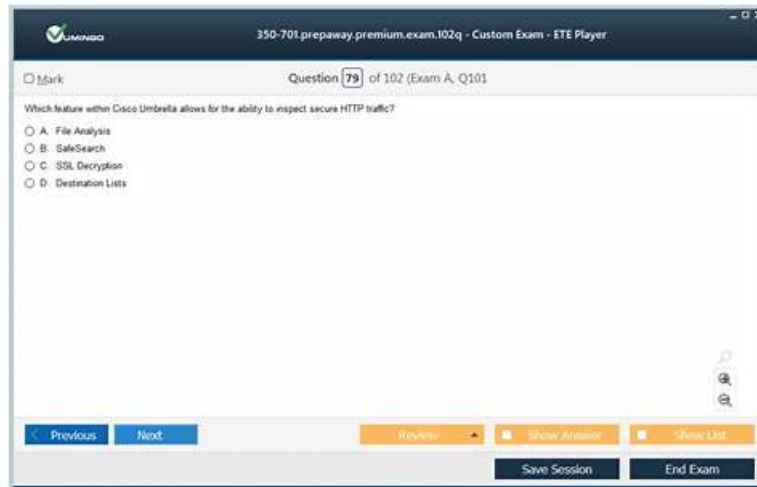 VUMINGO
350-701.prepaway.premium.exam.102q - Custom Exam - ETE Player
Mark
Question 79 of 102 (Exam A, Q101
Which feature within Cisco Umbrella allows for the ability to inspect secure HTTP traffic?
A. File Analysis
B. SafeSearch
C. SSL Decryption
D. Destination Lists
Previous
Next
Review
Show Answer
Show List
Save Session
End Exam